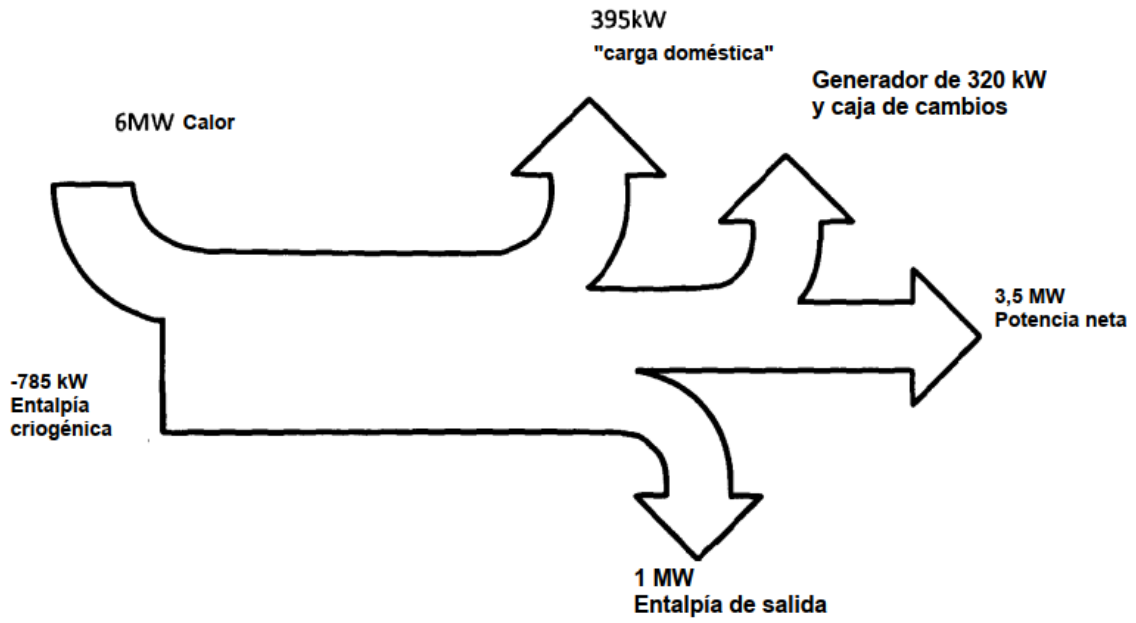 395kW
"carga doméstica"
Generador de 320 kW
y caja de cambios
6MW Calor
3,5 MW
Potencia neta
-785 kW
Entalpía
criogénica
1 MW
Entalpía de salida